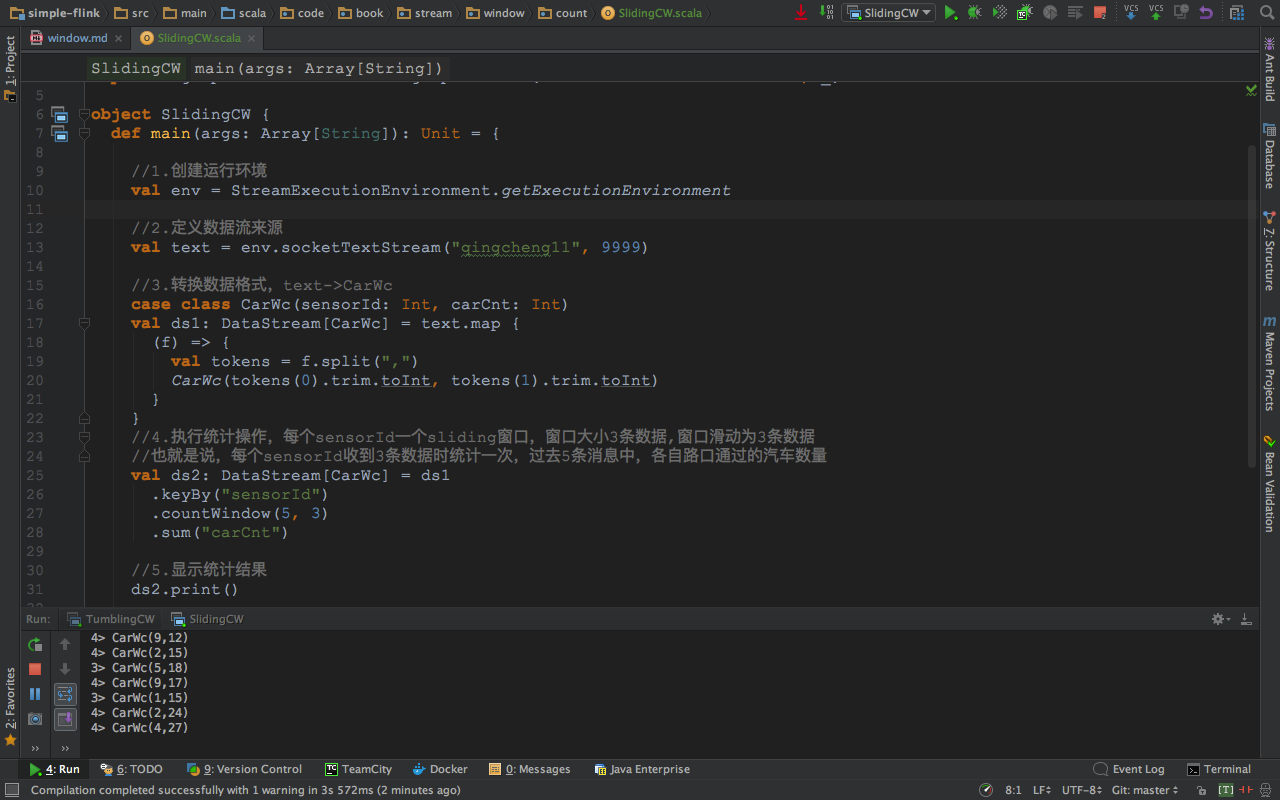 simple-flink src main scala code book stream window count SlidingCW.scala SlidingCW VCS VCS
window.md SlidingCW.scala
SlidingCW main(args: Array[String])
5
6 object SlidingCW {
7 def main(args: Array[String]): Unit = {
8
9 //1.创建运行环境
10 val env = StreamExecutionEnvironment.getExecutionEnvironment
11
12 //2.定义数据流来源
13 val text = env.socketTextStream("qingcheng11", 9999)
14
15 //3.转换数据格式，text->CarWc
16 case class CarWc(sensorId: Int, carCnt: Int)
17 val ds1: DataStream[CarWc] = text.map {
18 (f) => {
19 val tokens = f.split(",")
20 CarWc(tokens(0).trim.toInt, tokens(1).trim.toInt)
21 }
22 }
23 //4.执行统计操作，每个sensorId一个sliding窗口，窗口大小3条数据,窗口滑动为3条数据
24 //也就是说，每个sensorId收到3条数据时统计一次，过去5条消息中，各自路口通过的汽车数量
25 val ds2: DataStream[CarWc] = ds1
26 .keyBy("sensorId")
27 .countWindow(5, 3)
28 .sum("carCnt")
29
30 //5.显示统计结果
31 ds2.print()
Run: TumblingCW SlidingCW
4> CarWc(9,12)
4> CarWc(2,15)
3> CarWc(5,18)
4> CarWc(9,17)
3> CarWc(1,15)
4> CarWc(2,24)
4> CarWc(4,27)
1: Project
2: Favorites
Ant Build
Database
Z: Structure
Maven Projects
Bean Validation
4: Run 6: TODO 9: Version Control TeamCity Docker 0: Messages Java Enterprise Event Log Terminal
Compilation completed successfully with 1 warning in 3s 572ms (2 minutes ago) 8:1 LF UTF-8 Git: master [T]